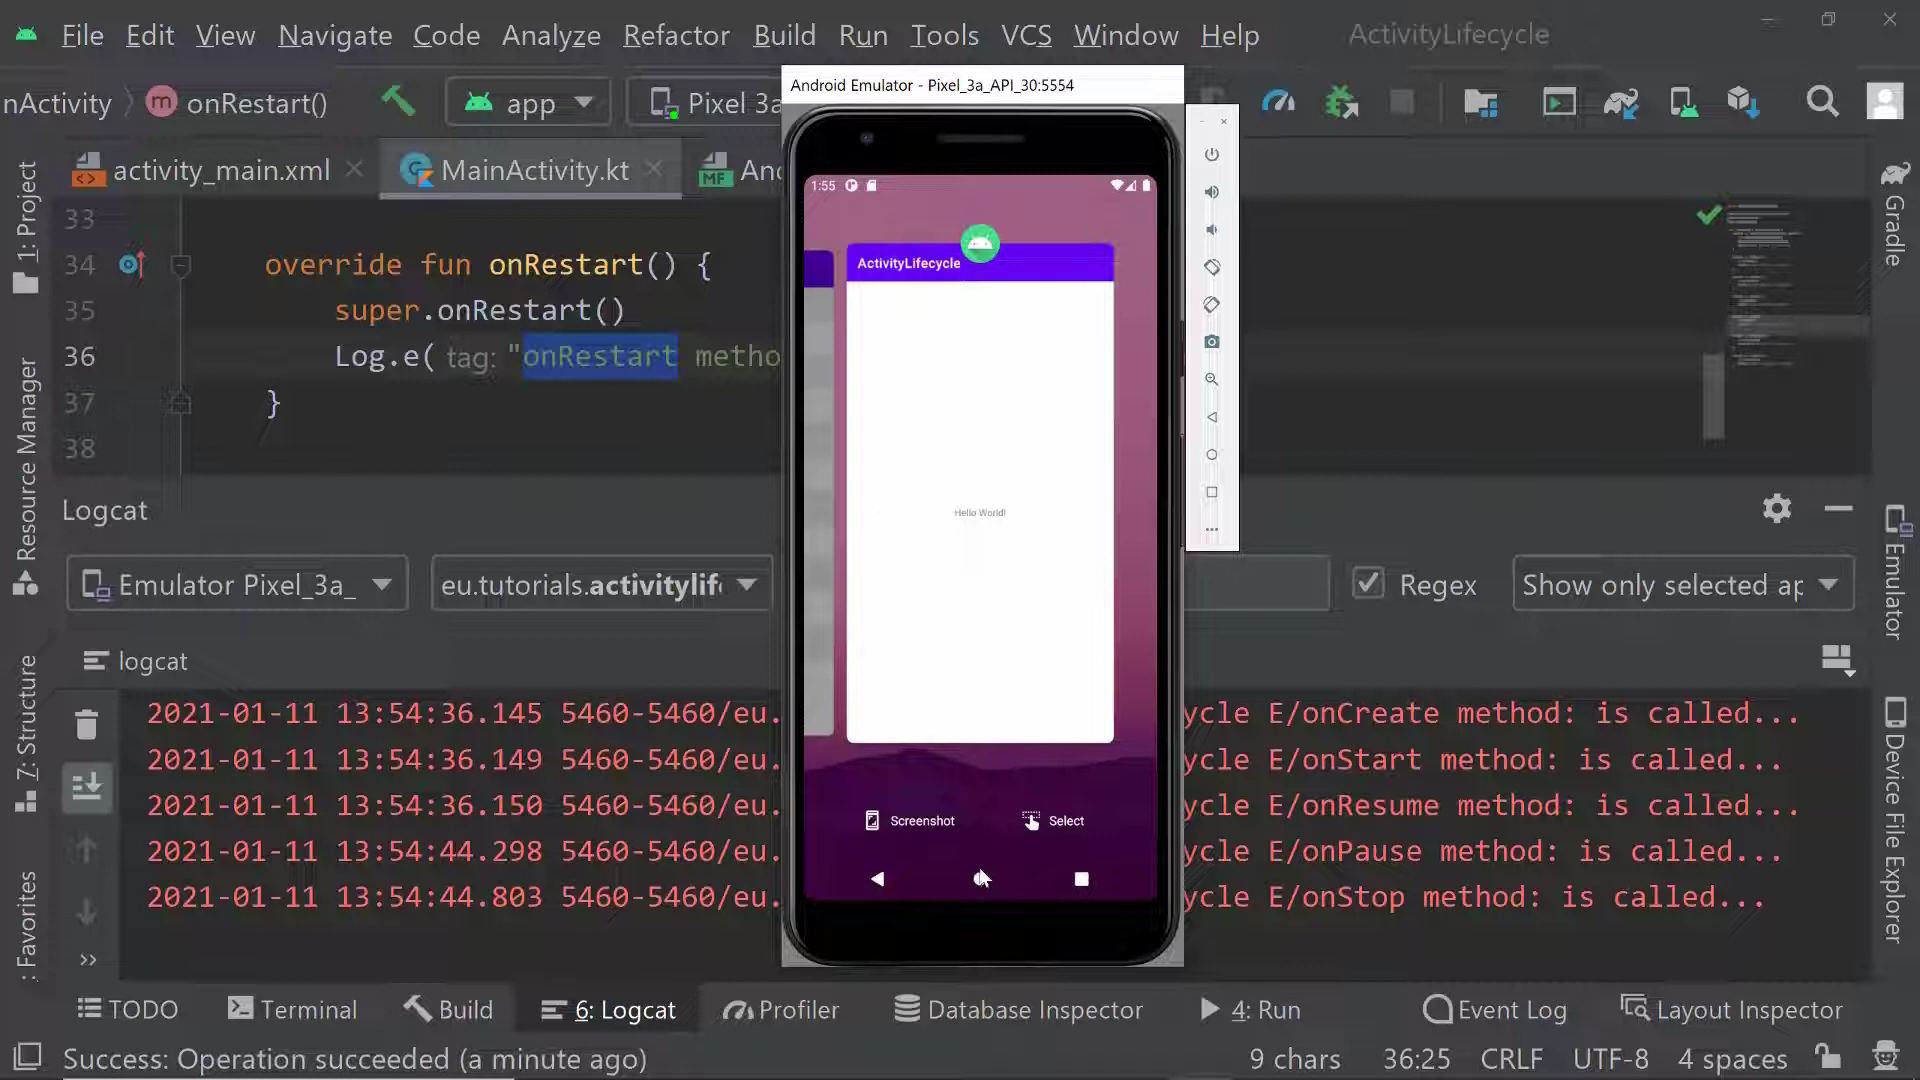 File Edit View Navigate Code Analyze Refactor Build Run Tools VCS Window Help ActivityLifecycle
Android Emulator - Pixel_3a_API_30:5554
nActivity onRestart() app Pixel 3a
activity_main.xml MainActivity.kt
1:55
33
34 override fun onRestart() {
35 super.onRestart()
36 Log.e( tag: "onRestart metho
37 }
38
ActivityLifecycle
Hello World!
Screenshot Select
Logcat
Emulator Pixel_3a_ eu.tutorials.activitylif Regex Show only selected ap
logcat
2021-01-11 13:54:36.145 5460-5460/eu. ycle E/onCreate method: is called...
2021-01-11 13:54:36.149 5460-5460/eu. ycle E/onStart method: is called...
2021-01-11 13:54:36.150 5460-5460/eu. ycle E/onResume method: is called...
2021-01-11 13:54:44.298 5460-5460/eu. ycle E/onPause method: is called...
2021-01-11 13:54:44.803 5460-5460/eu. ycle E/onStop method: is called...
1: Project
Resource Manager
7: Structure
Favorites
Gradle
Emulator
Device File Explorer
TODO Terminal Build 6: Logcat Profiler Database Inspector 4: Run Event Log Layout Inspector
Success: Operation succeeded (a minute ago) 9 chars 36:25 CRLF UTF-8 4 spaces